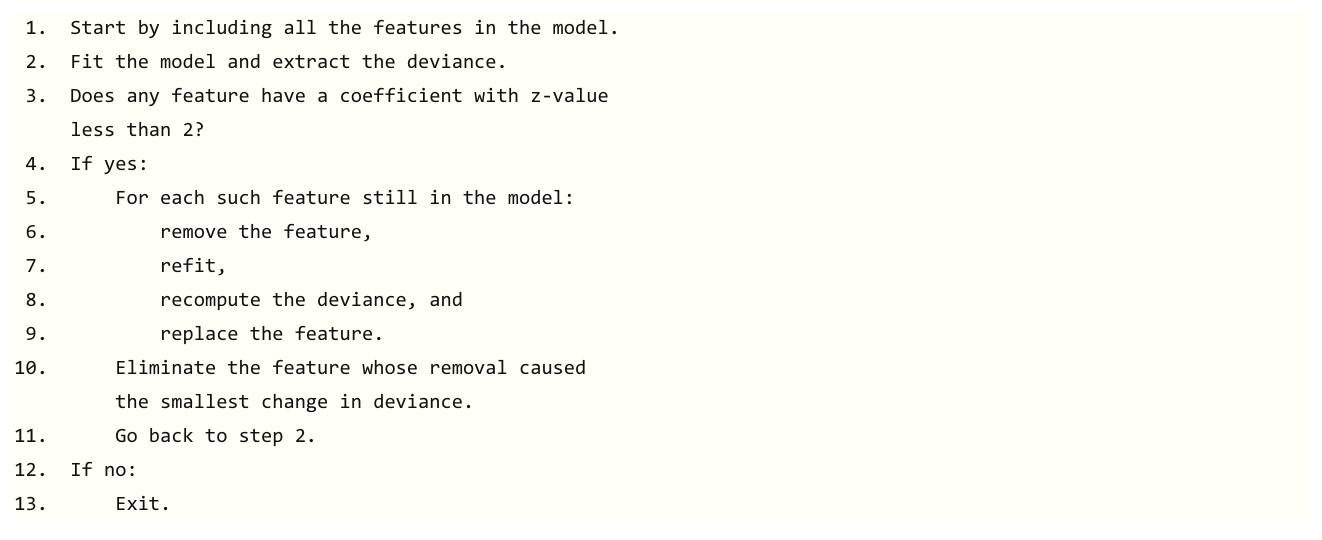 1. Start by including all the features in the model.
2. Fit the model and extract the deviance.
3. Does any feature have a coefficient with z-value
less than 2?
4. If yes:
5. For each such feature still in the model:
6. remove the feature,
7. refit,
8. recompute the deviance, and
9. replace the feature.
10. Eliminate the feature whose removal caused
the smallest change in deviance.
11. Go back to step 2.
12. If no:
13. Exit.